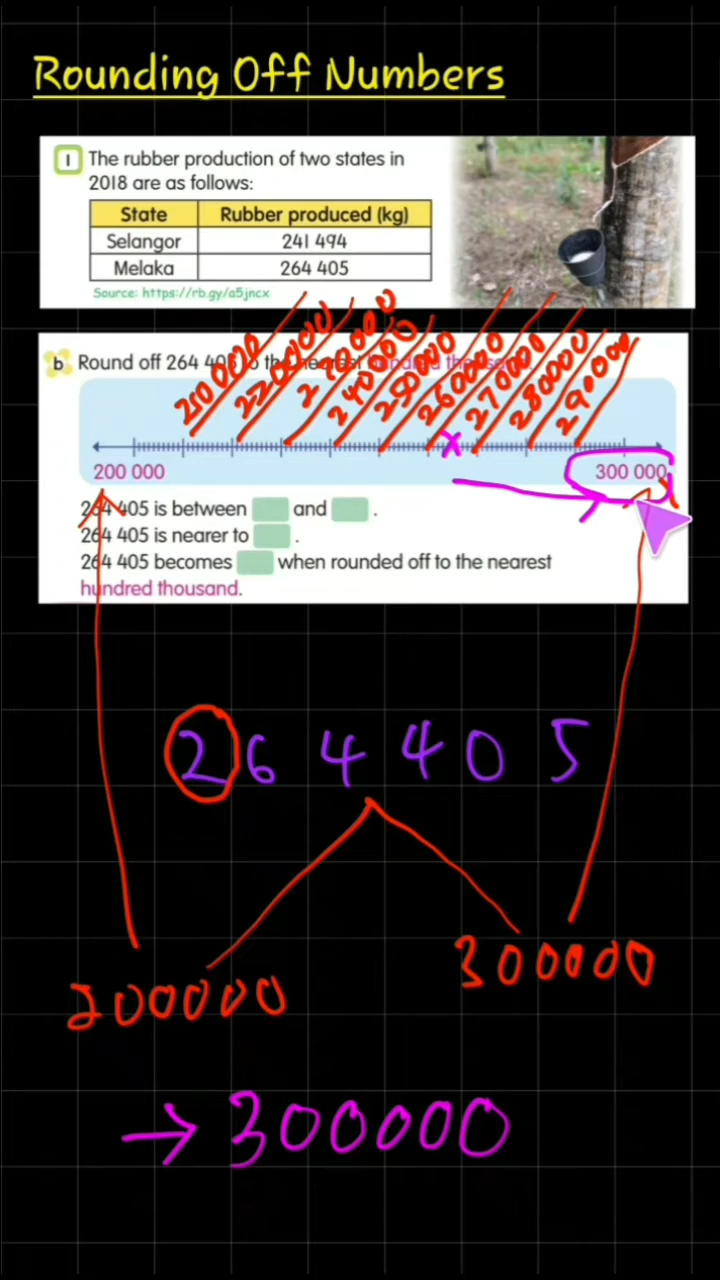 Rounding Off Numbers
1 The rubber production of two states in
2018 are as follows:
State Rubber produced (kg)
Selangor 241 494
Melaka 264 405
Source: https://rb.gy/a5jncx
b Round off 264 405 to the nearest hundred thousand.
210000 220000 230000 240000 250000 260000 270000 280000 290000
x
200 000 300 000
264 405 is between and .
264 405 is nearer to .
264 405 becomes when rounded off to the nearest
hundred thousand.
264405
200000 300000
→ 300000